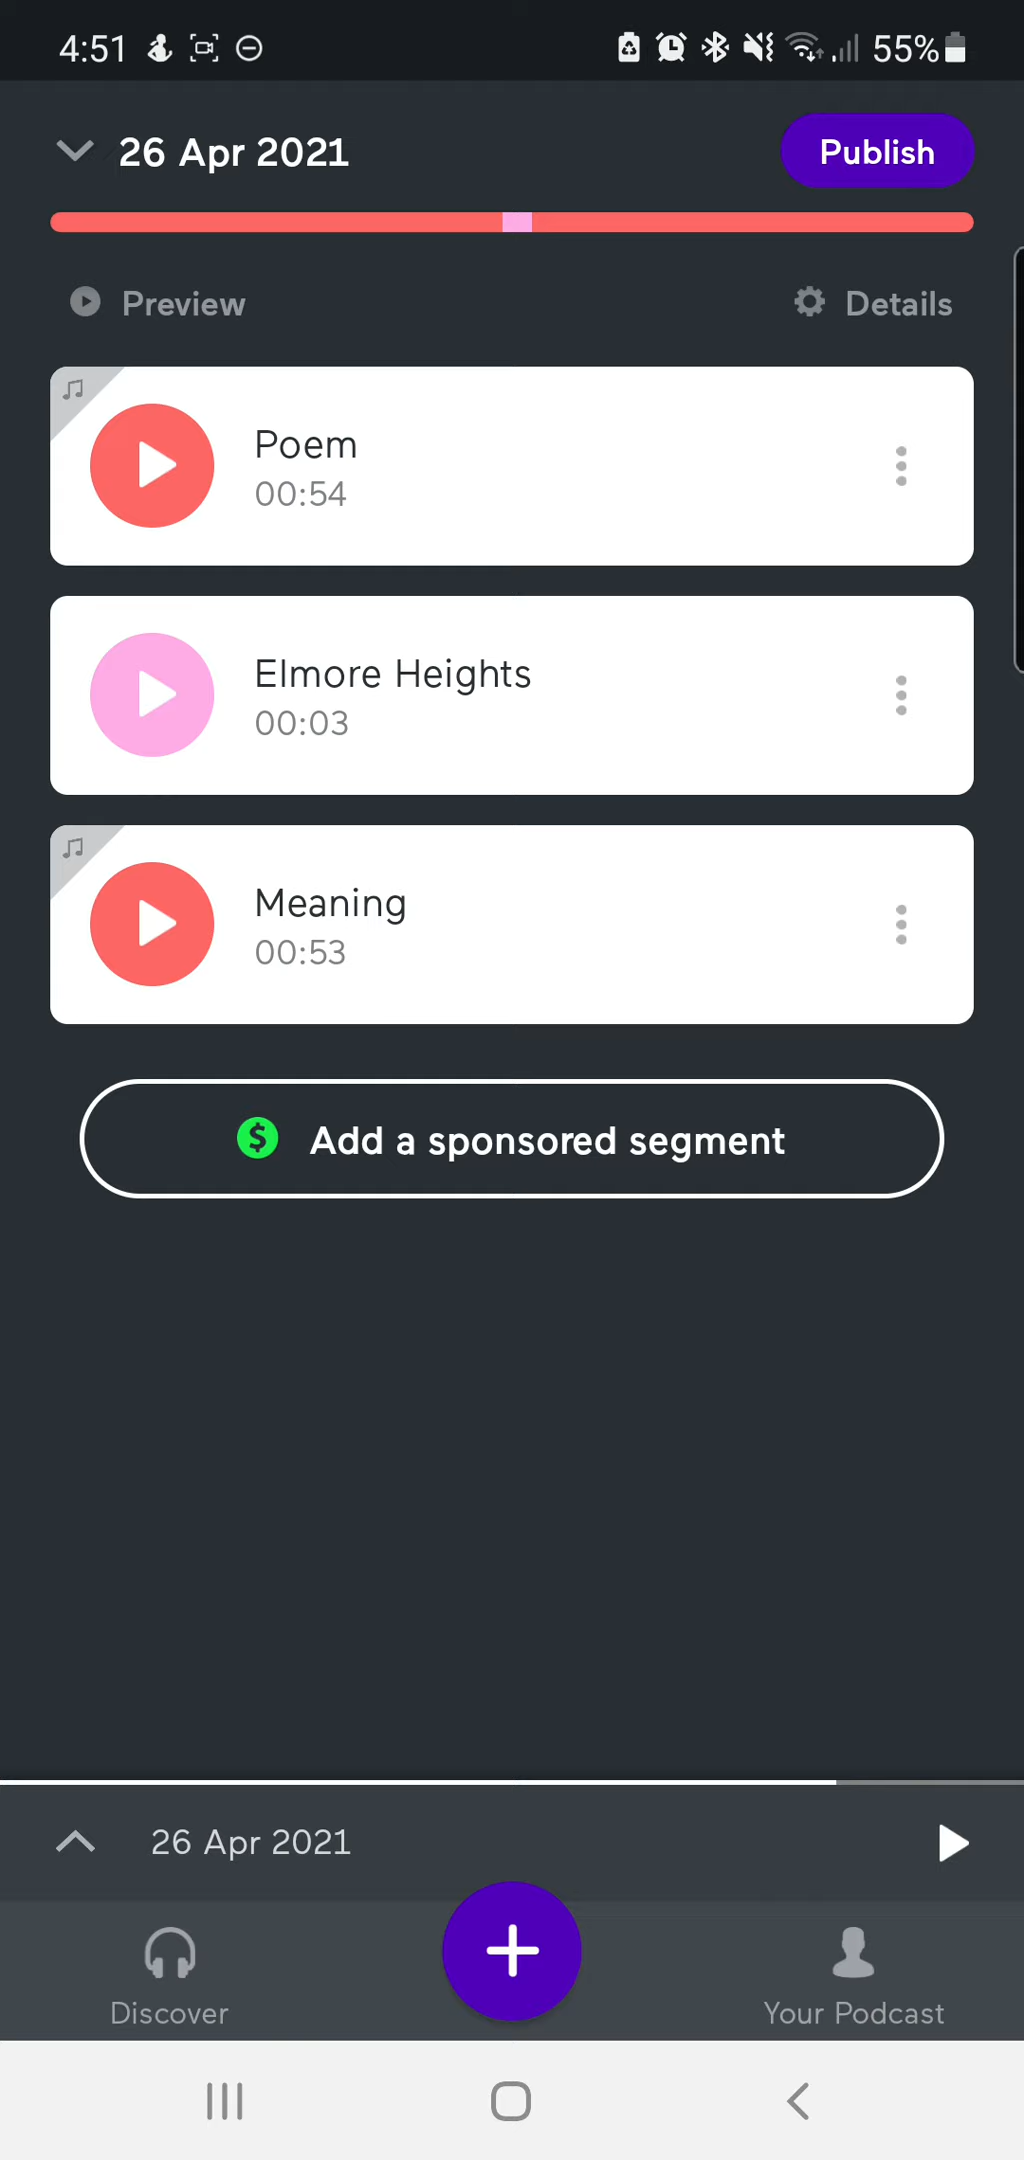 4:51 55%
26 Apr 2021 Publish
Preview Details
Poem
00:54
Elmore Heights
00:03
Meaning
00:53
$ Add a sponsored segment
26 Apr 2021
Discover Your Podcast